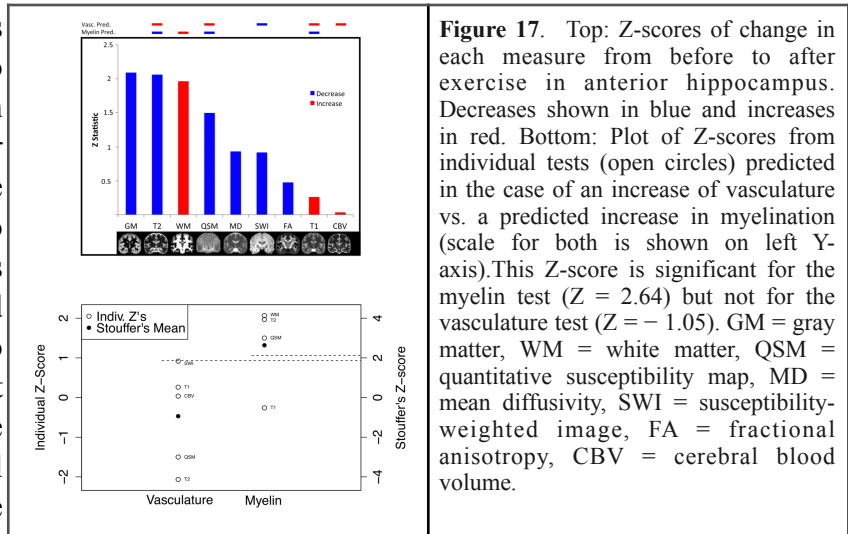 Vasc. Pred.
Myelin Pred.
2.5
2
1.5
1
0.5
Z Statistic
Decrease
Increase
GM T2 WM QSM MD SWI FA T1 CBV
Indiv. Z's
Stouffer's Mean
Individual Z−Score
2
1
0
−1
−2
SWI
T1
CBV
QSM
T2
WM
T2
QSM
T1
4
2
0
−2
−4
Stouffer's Z−score
Vasculature Myelin
Figure 17. Top: Z-scores of change in
each measure from before to after
exercise in anterior hippocampus.
Decreases shown in blue and increases
in red. Bottom: Plot of Z-scores from
individual tests (open circles) predicted
in the case of an increase of vasculature
vs. a predicted increase in myelination
(scale for both is shown on left Y-
axis).This Z-score is significant for the
myelin test (Z = 2.64) but not for the
vasculature test (Z = − 1.05). GM = gray
matter, WM = white matter, QSM =
quantitative susceptibility map, MD =
mean diffusivity, SWI = susceptibility-
weighted image, FA = fractional
anisotropy, CBV = cerebral blood
volume.